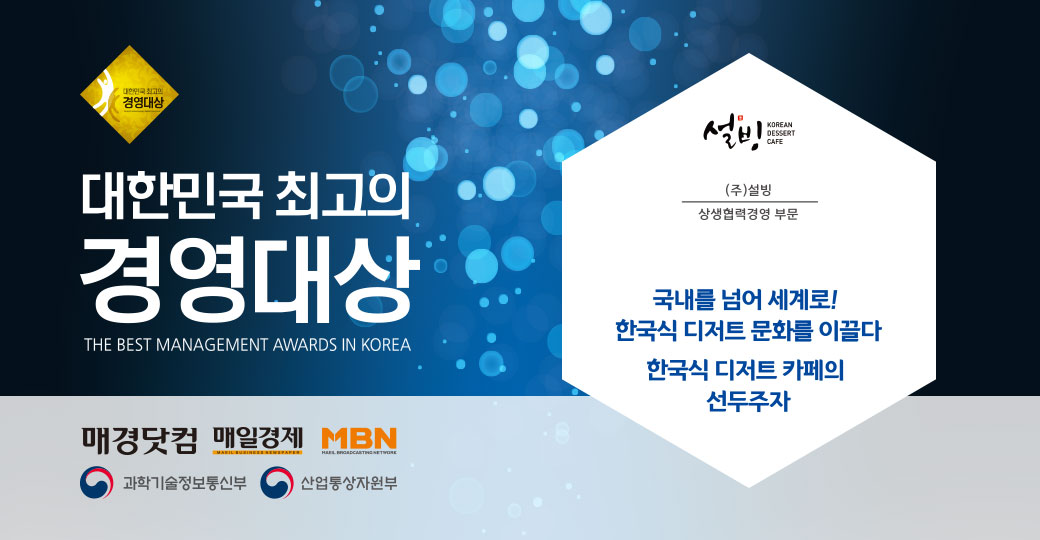 대한민국 최고의
경영대상
대한민국 최고의
경영대상
THE BEST MANAGEMENT AWARDS IN KOREA
설빙
KOREAN
DESSERT
CAFE
(주)설빙
상생협력경영 부문
국내를 넘어 세계로!
한국식 디저트 문화를 이끌다
한국식 디저트 카페의
선두주자
매경닷컴 매일경제 MBN
MAEIL BUSINESS NEWSPAPER MAEIL BROADCASTING NETWORK
과학기술정보통신부 산업통상자원부